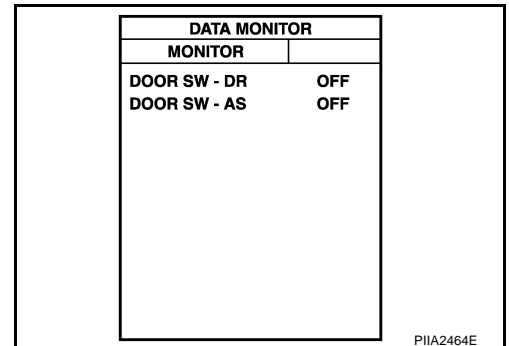 DATA MONITOR
MONITOR
DOOR SW - DR OFF
DOOR SW - AS OFF
PIIA2464E